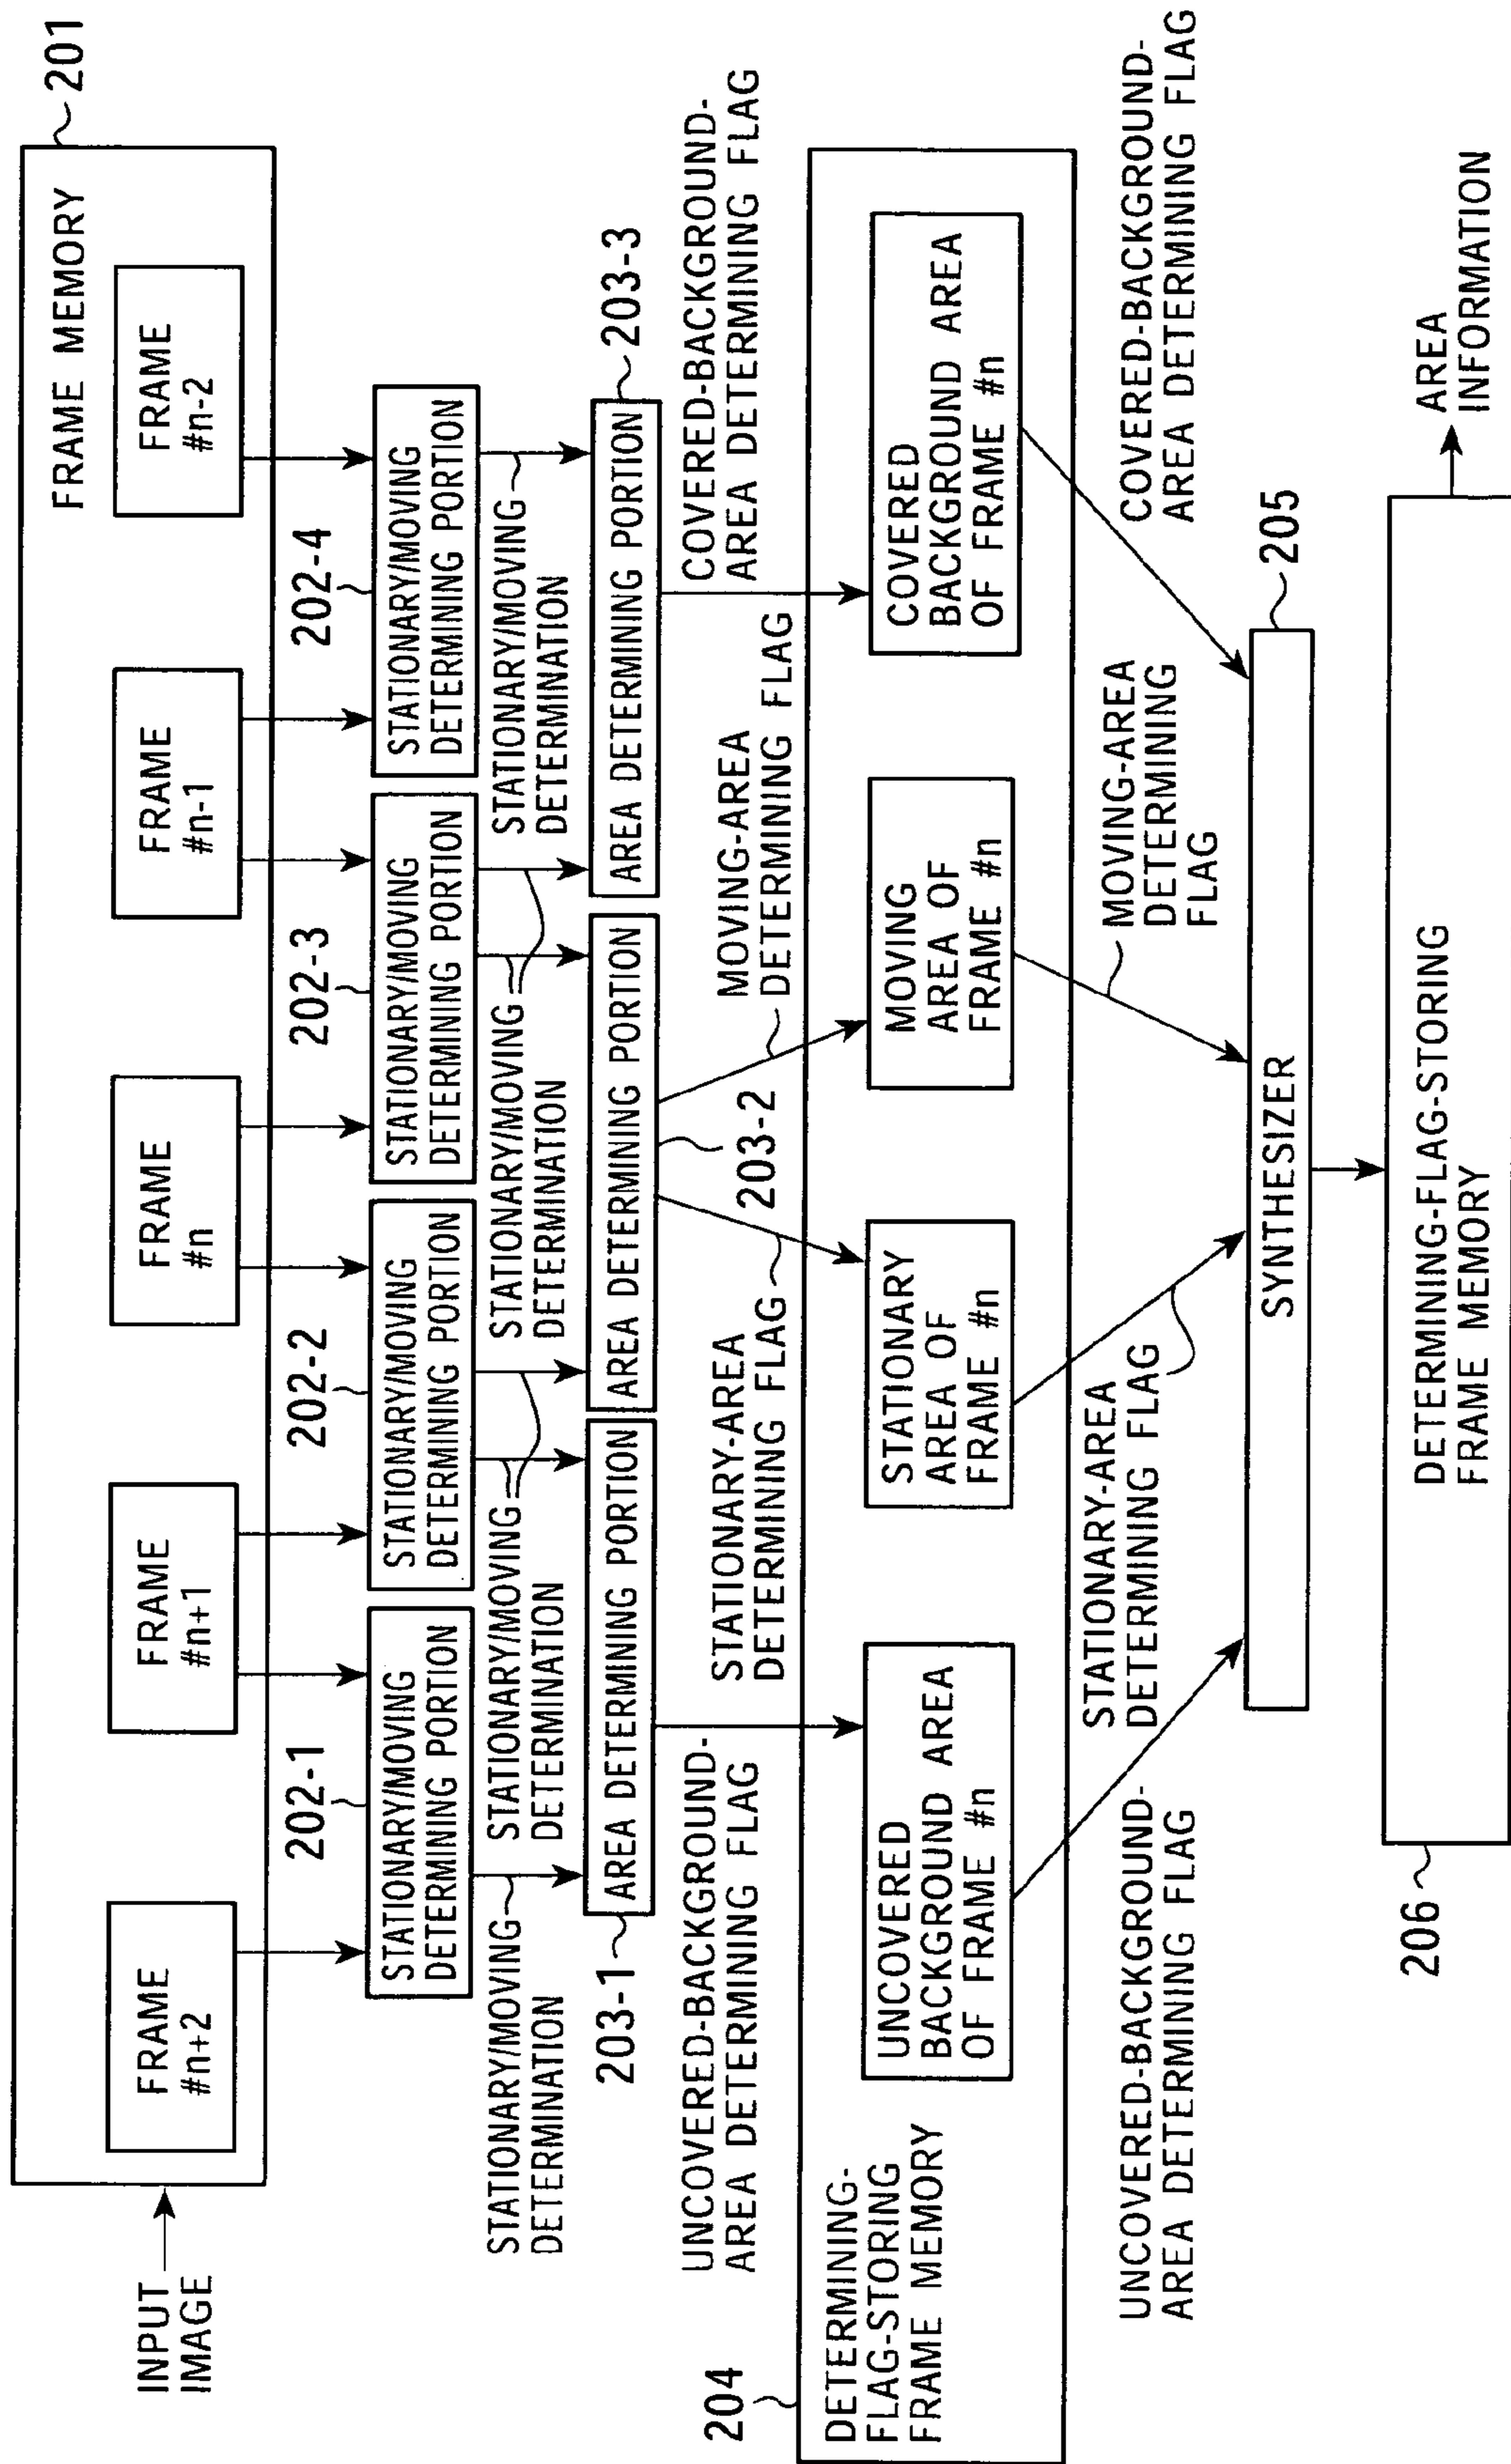 INPUT
IMAGE
FRAME MEMORY
201
FRAME
#n+2
FRAME
#n+1
FRAME
#n
FRAME
#n-1
FRAME
#n-2
202-1
202-2
202-3
202-4
STATIONARY/MOVING
DETERMINING PORTION
STATIONARY/MOVING
DETERMINING PORTION
STATIONARY/MOVING
DETERMINING PORTION
STATIONARY/MOVING
DETERMINING PORTION
STATIONARY/MOVING
DETERMINATION
STATIONARY/MOVING
DETERMINATION
STATIONARY/MOVING
DETERMINATION
STATIONARY/MOVING
DETERMINATION
203-1
AREA DETERMINING PORTION
AREA DETERMINING PORTION
AREA DETERMINING PORTION
203-3
UNCOVERED-BACKGROUND-
AREA DETERMINING FLAG
STATIONARY-AREA
DETERMINING FLAG
203-2
MOVING-AREA
DETERMINING FLAG
COVERED-BACKGROUND-
AREA DETERMINING FLAG
204
DETERMINING-
FLAG-STORING
FRAME MEMORY
UNCOVERED
BACKGROUND AREA
OF FRAME #n
STATIONARY
AREA OF
FRAME #n
MOVING
AREA OF
FRAME #n
COVERED
BACKGROUND AREA
OF FRAME #n
UNCOVERED-BACKGROUND-
AREA DETERMINING FLAG
STATIONARY-AREA
DETERMINING FLAG
MOVING-AREA
DETERMINING
FLAG
COVERED-BACKGROUND-
AREA DETERMINING FLAG
SYNTHESIZER
205
206
DETERMINING-FLAG-STORING
FRAME MEMORY
AREA
INFORMATION